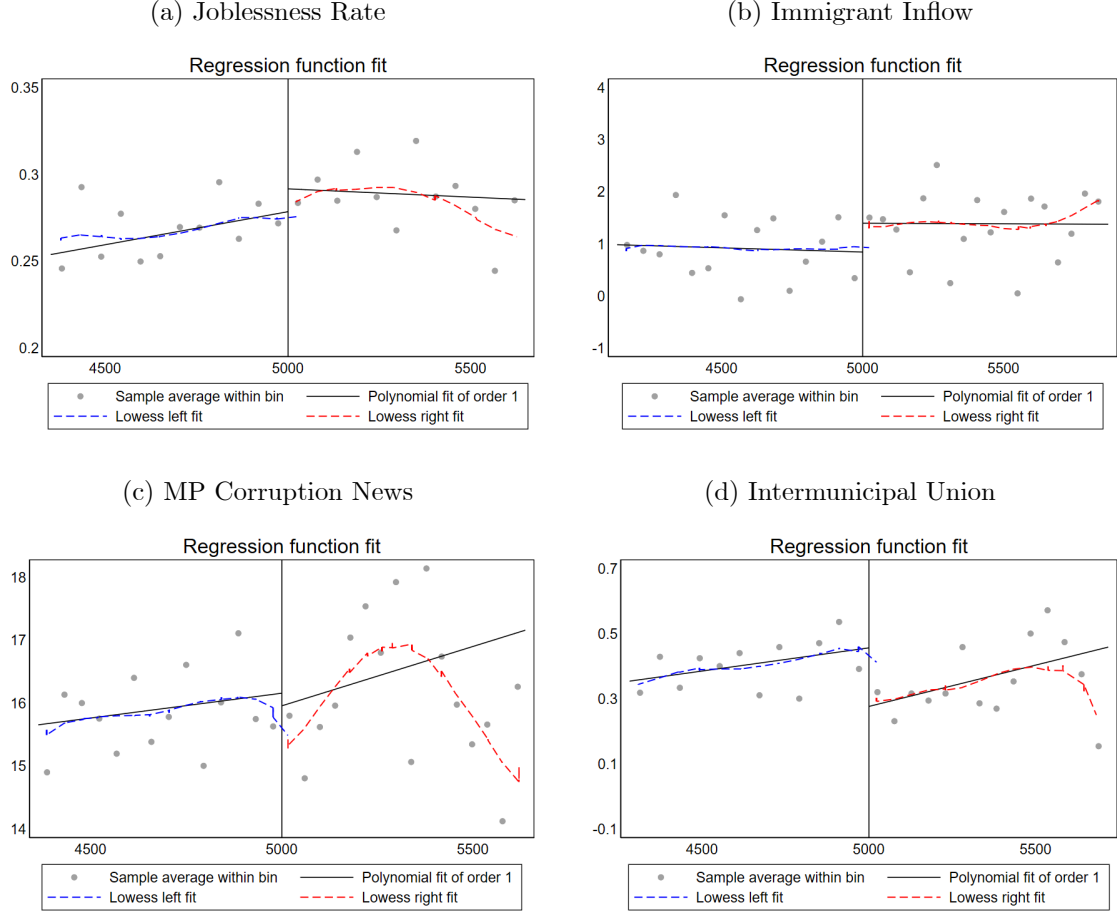 (a) Joblessness Rate
Regression function fit
0.35
0.3
0.25
0.2
4500 5000 5500
Sample average within bin Polynomial fit of order 1
Lowess left fit Lowess right fit
(b) Immigrant Inflow
Regression function fit
4
3
2
1
0
-1
4500 5000 5500
Sample average within bin Polynomial fit of order 1
Lowess left fit Lowess right fit
(c) MP Corruption News
Regression function fit
18
17
16
15
14
4500 5000 5500
Sample average within bin Polynomial fit of order 1
Lowess left fit Lowess right fit
(d) Intermunicipal Union
Regression function fit
0.7
0.5
0.3
0.1
-0.1
4500 5000 5500
Sample average within bin Polynomial fit of order 1
Lowess left fit Lowess right fit